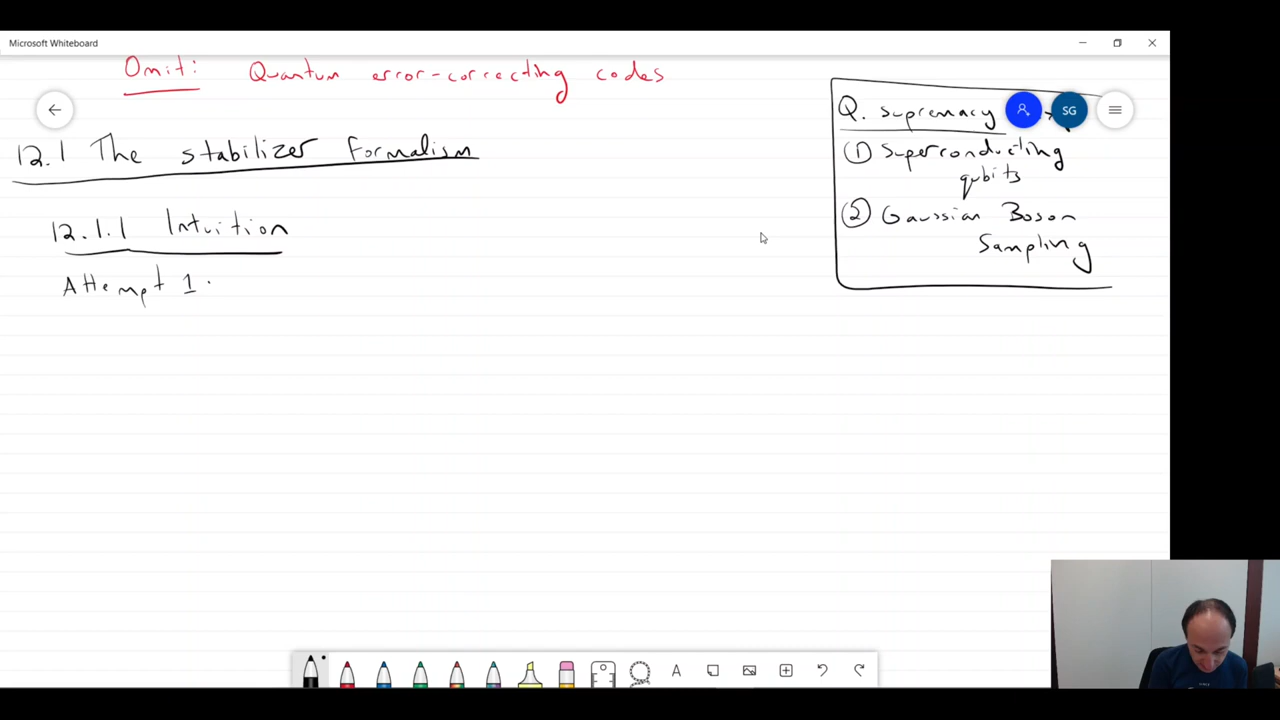 Microsoft Whiteboard
Omit: Quantum error-correcting codes
12.1 The stabilizer formalism
12.1.1 Intuition
Attempt 1.
Q. supremacy
SG
① Superconducting
qubits
② Gaussian Boson
Sampling
A